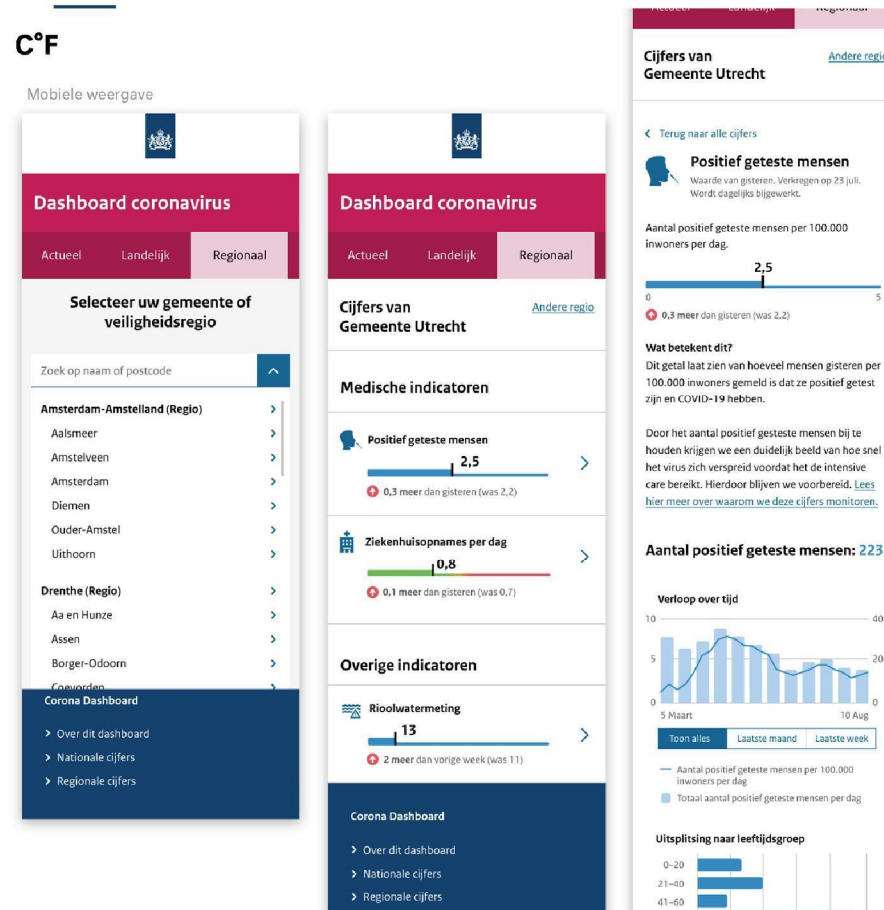 C°F
Mobiele weergave
Dashboard coronavirus
Actueel Landelijk Regionaal
Selecteer uw gemeente of
veiligheidsregio
Zoek op naam of postcode
Amsterdam-Amstelland (Regio)
Aalsmeer
Amstelveen
Amsterdam
Diemen
Ouder-Amstel
Uithoorn
Drenthe (Regio)
Aa en Hunze
Assen
Borger-Odoorn
Coevorden
Corona Dashboard
Over dit dashboard
Nationale cijfers
Regionale cijfers
Dashboard coronavirus
Actueel Landelijk Regionaal
Cijfers van
Gemeente Utrecht
Andere regio
Medische indicatoren
Positief geteste mensen
2,5
0,3 meer dan gisteren (was 2,2)
Ziekenhuisopnames per dag
0,8
0,1 meer dan gisteren (was 0,7)
Overige indicatoren
Rioolwatermeting
13
2 meer dan vorige week (was 11)
Corona Dashboard
Over dit dashboard
Nationale cijfers
Regionale cijfers
Cijfers van
Gemeente Utrecht
Andere regio
Terug naar alle cijfers
Positief geteste mensen
Waarde van gisteren. Verkregen op 23 juli.
Wordt dagelijks bijgewerkt.
Aantal positief geteste mensen per 100.000
inwoners per dag.
2,5
0 5
0,3 meer dan gisteren (was 2,2)
Wat betekent dit?
Dit getal laat zien van hoeveel mensen gisteren per
100.000 inwoners gemeld is dat ze positief getest
zijn en COVID-19 hebben.
Door het aantal positief gesteste mensen bij te
houden krijgen we een duidelijk beeld van hoe snel
het virus zich verspreid voordat het de intensive
care bereikt. Hierdoor blijven we voorbereid. Lees
hier meer over waarom we deze cijfers monitoren.
Aantal positief geteste mensen: 223
Verloop over tijd
10
5
0 0
5 Maart 10 Aug
Toon alles Laatste maand Laatste week
Aantal positief geteste mensen per 100.000
inwoners per dag
Totaal aantal positief geteste mensen per dag
Uitsplitsing naar leeftijdsgroep
0-20
21-40
41-60